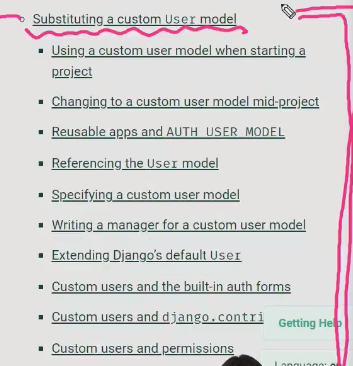 Substituting a custom User model
Using a custom user model when starting a
project
Changing to a custom user model mid-project
Reusable apps and AUTH_USER_MODEL
Referencing the User model
Specifying a custom user model
Writing a manager for a custom user model
Extending Django's default User
Custom users and the built-in auth forms
Custom users and django.contri
Getting Help
Custom users and permissions
Language: